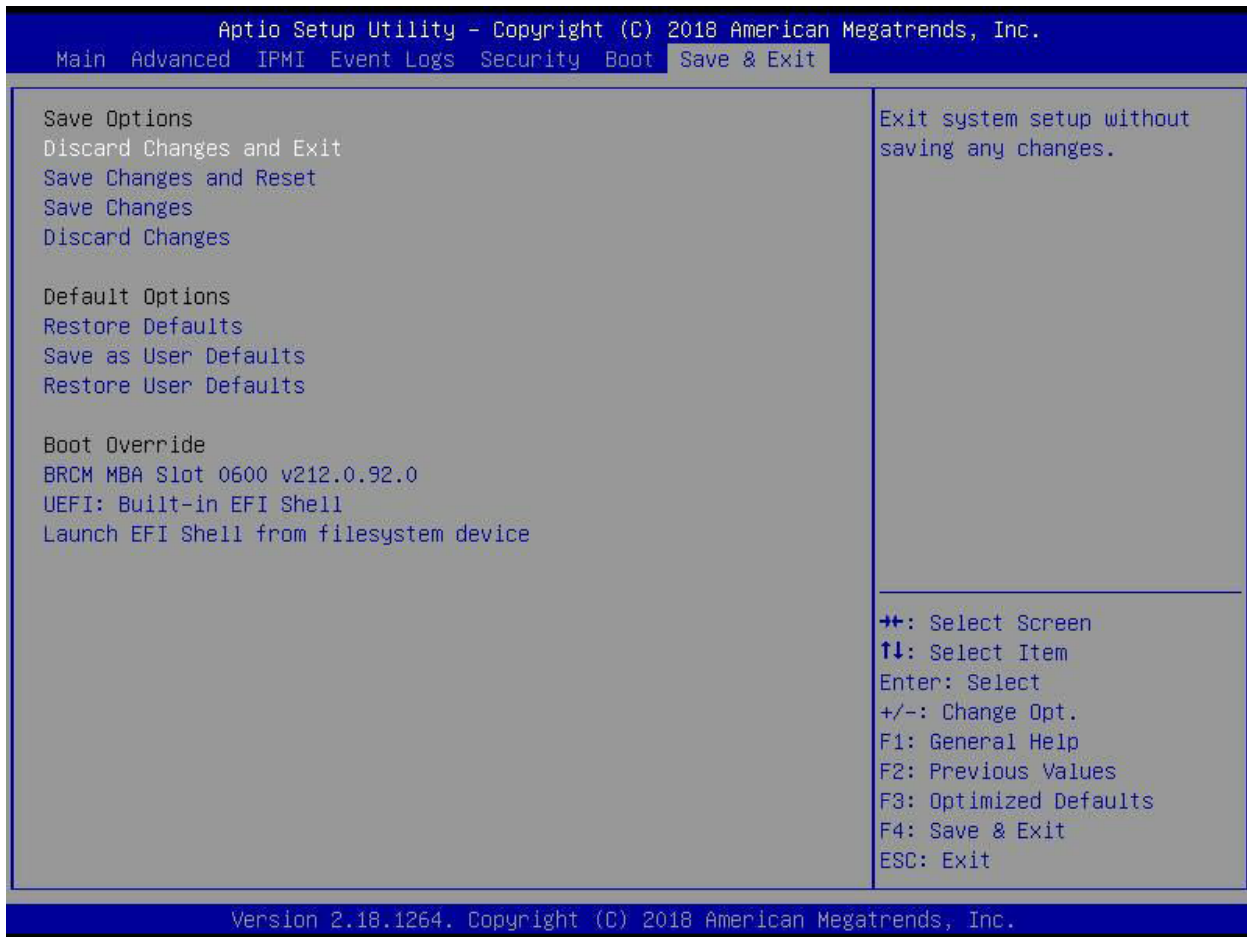 Aptio Setup Utility – Copyright (C) 2018 American Megatrends, Inc.
Main Advanced IPMI Event Logs Security Boot Save & Exit
Save Options
Discard Changes and Exit
Save Changes and Reset
Save Changes
Discard Changes
Default Options
Restore Defaults
Save as User Defaults
Restore User Defaults
Boot Override
BRCM MBA Slot 0600 v212.0.92.0
UEFI: Built-in EFI Shell
Launch EFI Shell from filesystem device
Exit system setup without
saving any changes.
→←: Select Screen
↑↓: Select Item
Enter: Select
+/-: Change Opt.
F1: General Help
F2: Previous Values
F3: Optimized Defaults
F4: Save & Exit
ESC: Exit
Version 2.18.1264. Copyright (C) 2018 American Megatrends, Inc.